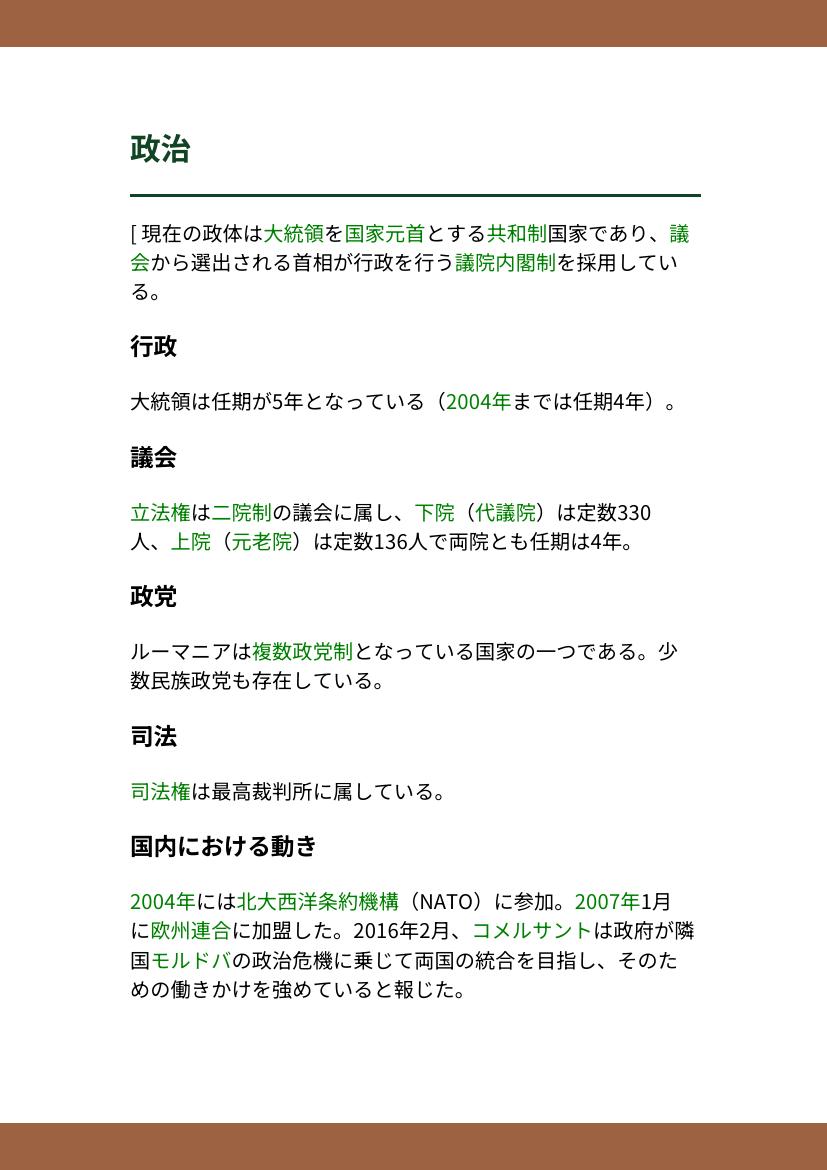 政治
[ 現在の政体は大統領を国家元首とする共和制国家であり、議
会から選出される首相が行政を行う議院内閣制を採用してい
る。
行政
大統領は任期が5年となっている（2004年までは任期4年）。
議会
立法権は二院制の議会に属し、下院（代議院）は定数330
人、上院（元老院）は定数136人で両院とも任期は4年。
政党
ルーマニアは複数政党制となっている国家の一つである。少
数民族政党も存在している。
司法
司法権は最高裁判所に属している。
国内における動き
2004年には北大西洋条約機構（NATO）に参加。2007年1月
に欧州連合に加盟した。2016年2月、コメルサントは政府が隣
国モルドバの政治危機に乗じて両国の統合を目指し、そのた
めの働きかけを強めていると報じた。